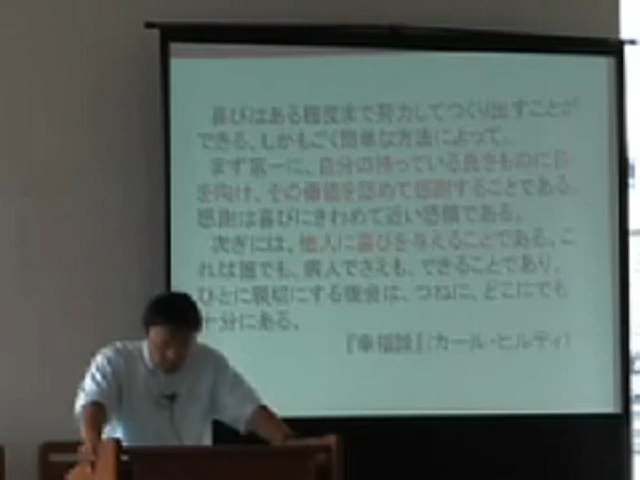 喜びはある程度まで努力してつくり出すことが
できる、しかもごく簡単な方法によって。
まず第一に、自分の持っている良きものに目
を向け、その価値を認めて感謝することである。
感謝は喜びにきわめて近い感情である。
次ぎには、他人に喜びを与えることである。こ
れは誰でも、病人でさえも、できることであり、
ひとに親切にする機会は、つねに、どこにでも
十分にある。
『幸福論』(カール・ヒルティ)